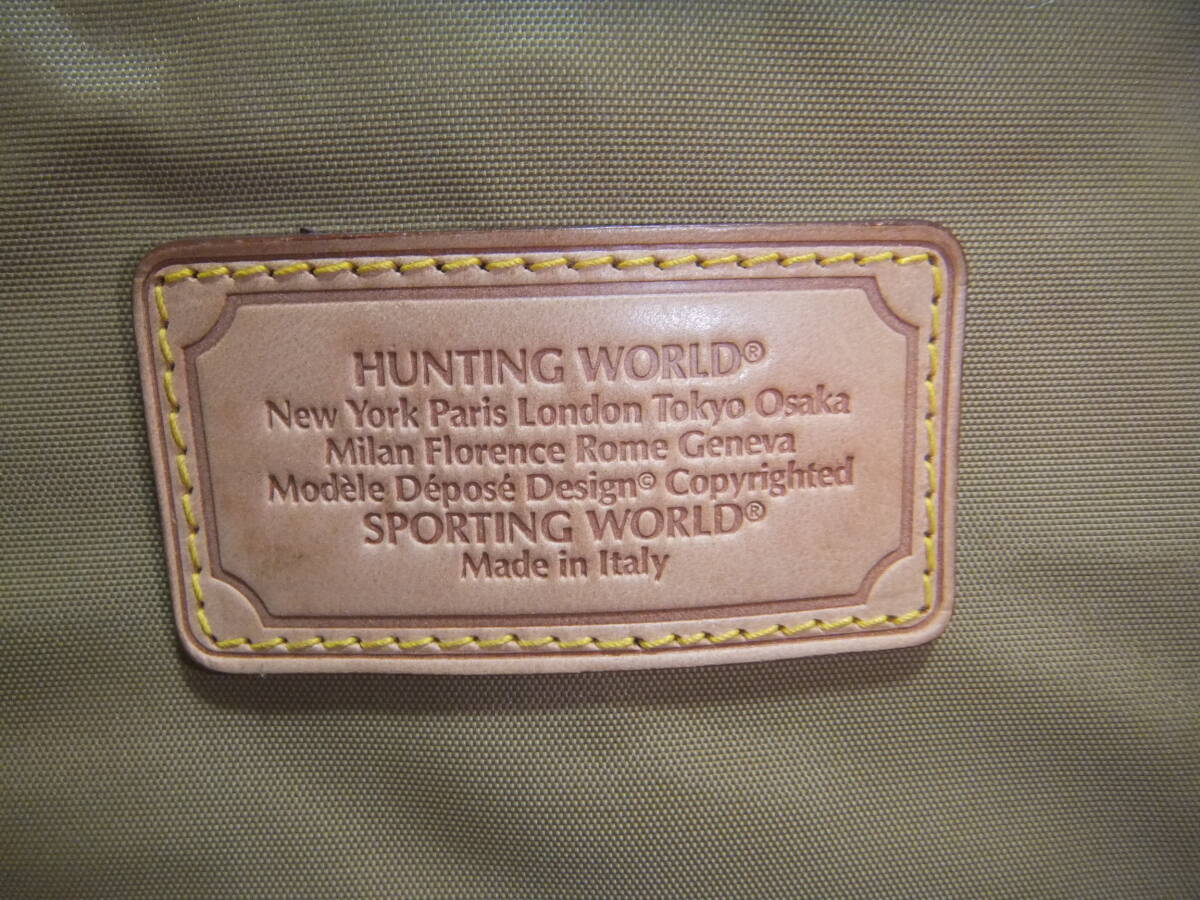 HUNTING WORLD®
New York Paris London Tokyo Osaka
Milan Florence Rome Geneva
Modèle Déposé Design© Copyrighted
SPORTING WORLD®
Made in Italy